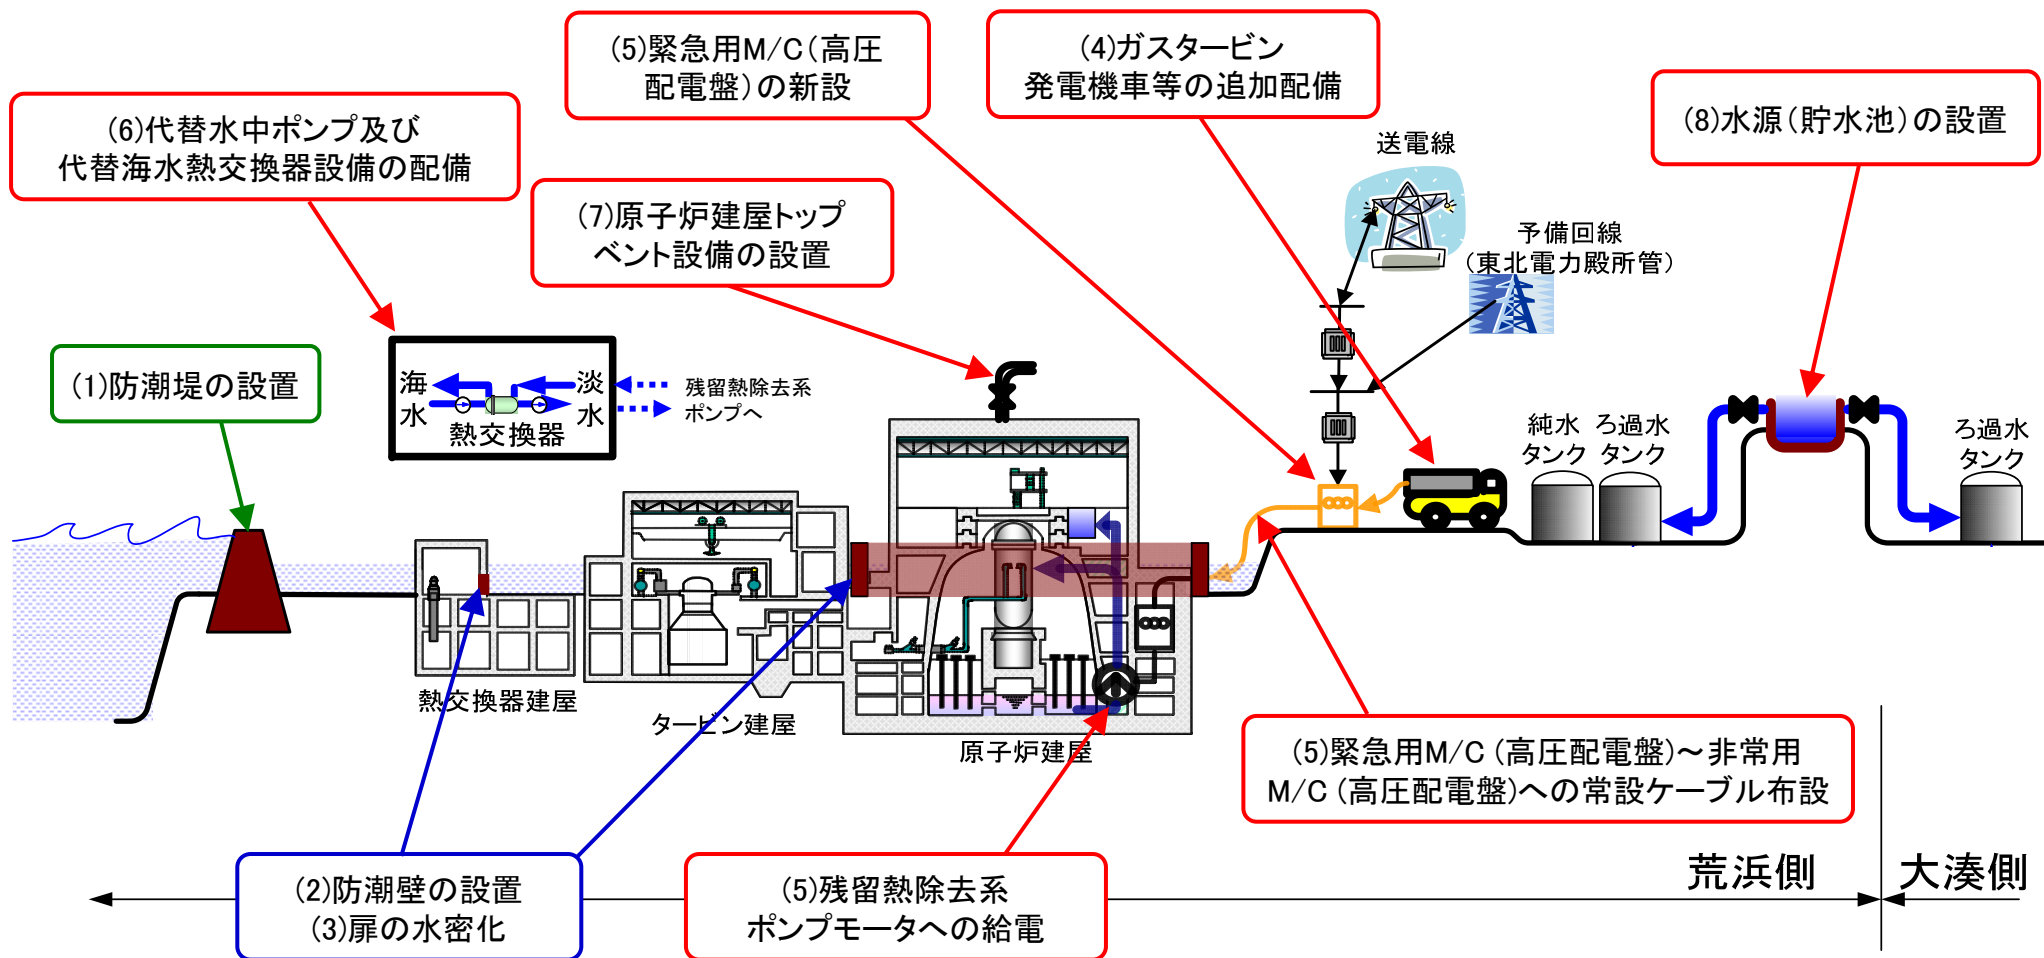 (5)緊急用M/C(高圧
配電盤)の新設
(4)ガスタービン
発電機車等の追加配備
(6)代替水中ポンプ及び
代替海水熱交換器設備の配備
(8)水源(貯水池)の設置
送電線
(7)原子炉建屋トップ
ベント設備の設置
予備回線
(東北電力殿所管)
(1)防潮堤の設置
海水
淡水
熱交換器
残留熱除去系
ポンプへ
純水
タンク
ろ過水
タンク
ろ過水
タンク
熱交換器建屋
タービン建屋
原子炉建屋
(5)緊急用M/C(高圧配電盤)~非常用
M/C(高圧配電盤)への常設ケーブル布設
(2)防潮壁の設置
(3)扉の水密化
(5)残留熱除去系
ポンプモータへの給電
荒浜側
大湊側